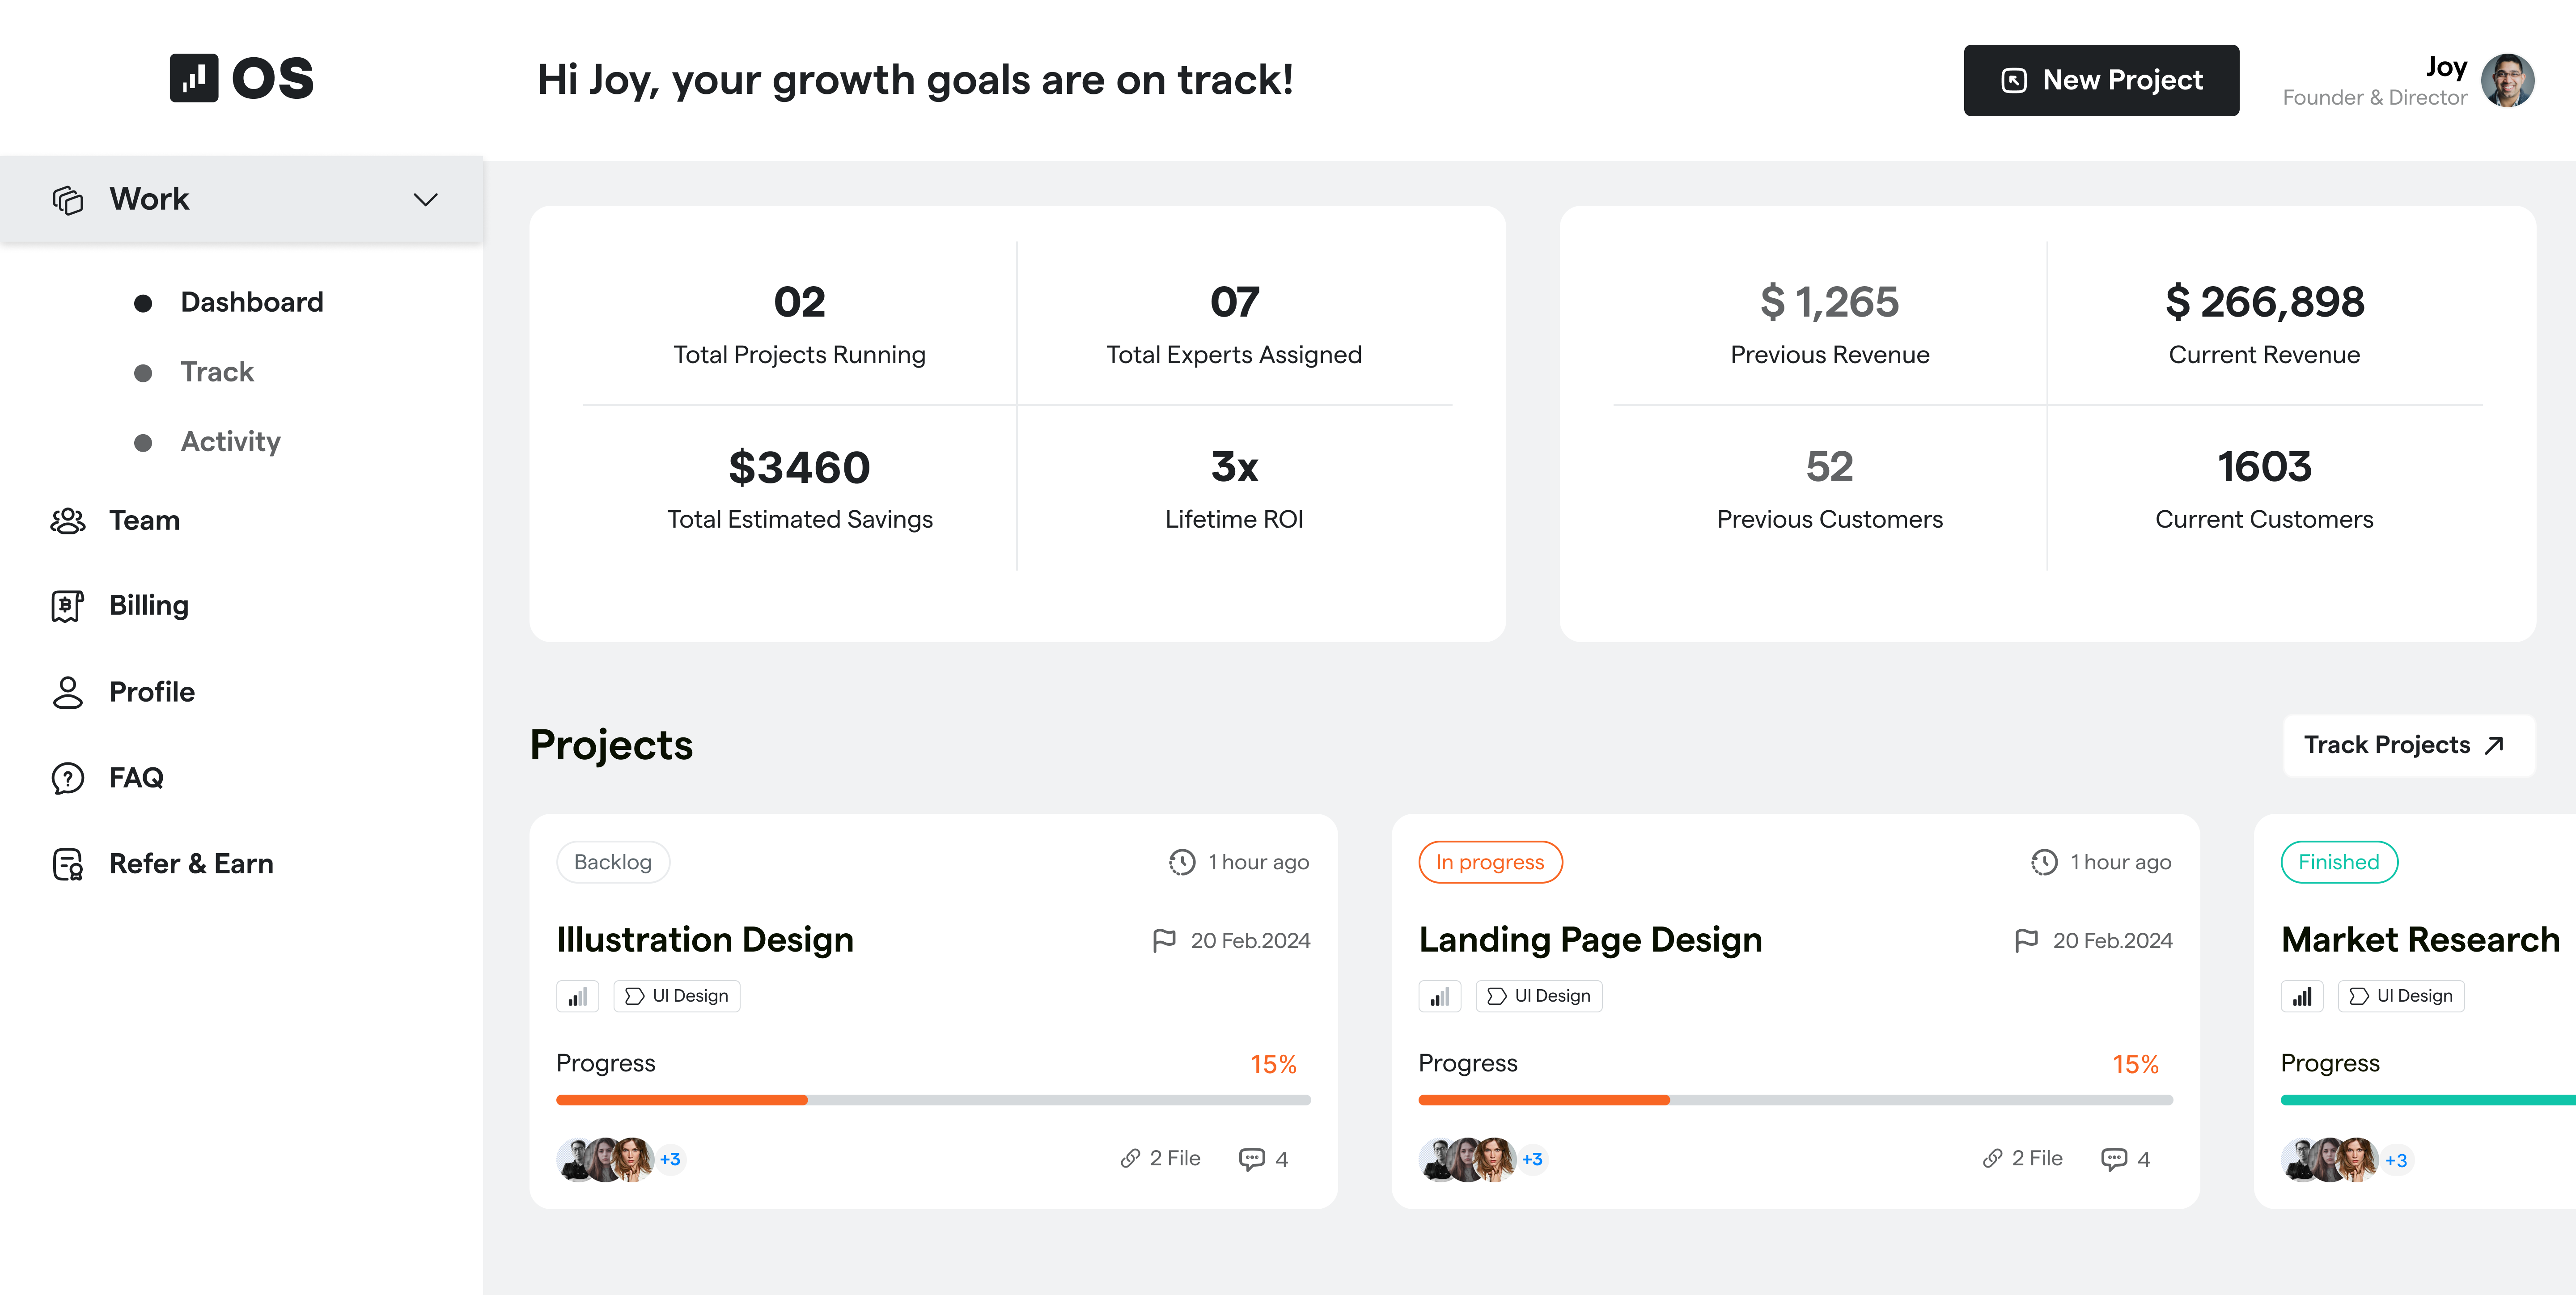 OS
Hi Joy, your growth goals are on track!
New Project
Joy
Founder & Director
Work
Dashboard
Track
Activity
Team
Billing
Profile
FAQ
Refer & Earn
02
Total Projects Running
07
Total Experts Assigned
$3460
Total Estimated Savings
3x
Lifetime ROI
$ 1,265
Previous Revenue
$ 266,898
Current Revenue
52
Previous Customers
1603
Current Customers
Projects
Track Projects
Backlog
1 hour ago
Illustration Design
20 Feb.2024
UI Design
Progress
15%
+3
2 File
4
In progress
1 hour ago
Landing Page Design
20 Feb.2024
UI Design
Progress
15%
+3
2 File
4
Finished
Market Research
UI Design
Progress
+3